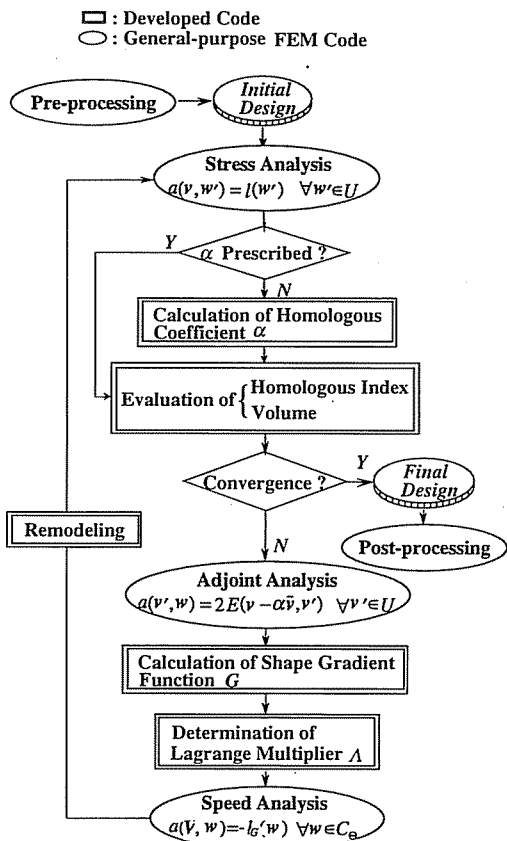 : Developed Code
: General-purpose FEM Code
Pre-processing
Initial
Design
Stress Analysis
a(v,w′)=l(w′) ∀w′∈U
Y
α Prescribed ?
N
Calculation of Homologous
Coefficient α
Evaluation of { Homologous Index
Volume
Convergence ?
Y
Final
Design
Post-processing
N
Remodeling
Adjoint Analysis
a(v′,w)=2E(v−αṽ,v′) ∀v′∈U
Calculation of Shape Gradient
Function G
Determination of
Lagrange Multiplier Λ
Speed Analysis
a(V, w)=-l_G′(w) ∀w∈C_Θ